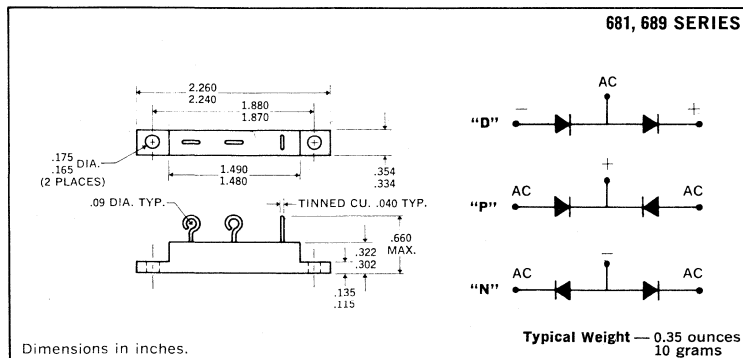 681, 689 SERIES
2.260
2.240
1.880
1.870
.175
.165 DIA.
(2 PLACES)
1.490
1.480
.354
.334
.09 DIA. TYP.
TINNED CU. .040 TYP.
.660
MAX.
.322
.302
.135
.115
Dimensions in inches.
AC
"D" − +
+
"P" AC AC
−
"N" AC AC
Typical Weight — 0.35 ounces
10 grams